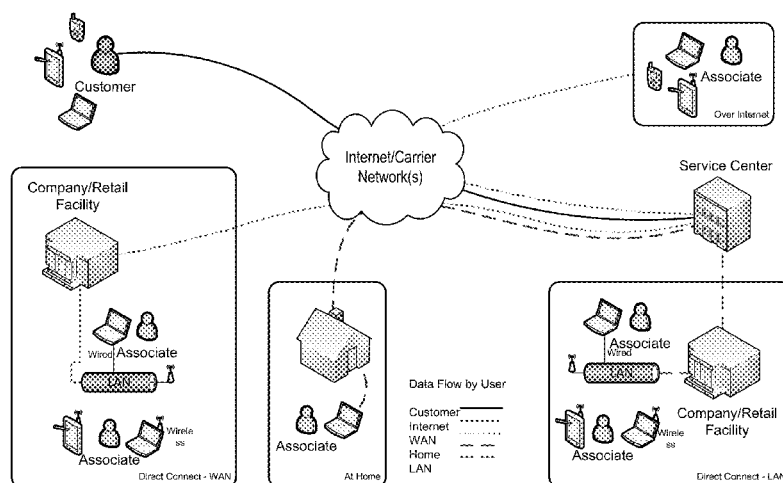 Customer
Associate
Over Internet
Internet/Carrier
Network(s)
Service Center
Company/Retail
Facility
Associate
Wired
LAN
Wirele
ss
Associate
Direct Connect - WAN
Associate
At Home
Data Flow by User
Customer
Internet
WAN
Home
LAN
Associate
Wired
LAN
Company/Retail
Facility
Wirele
ss
Associate
Direct Connect - LAN